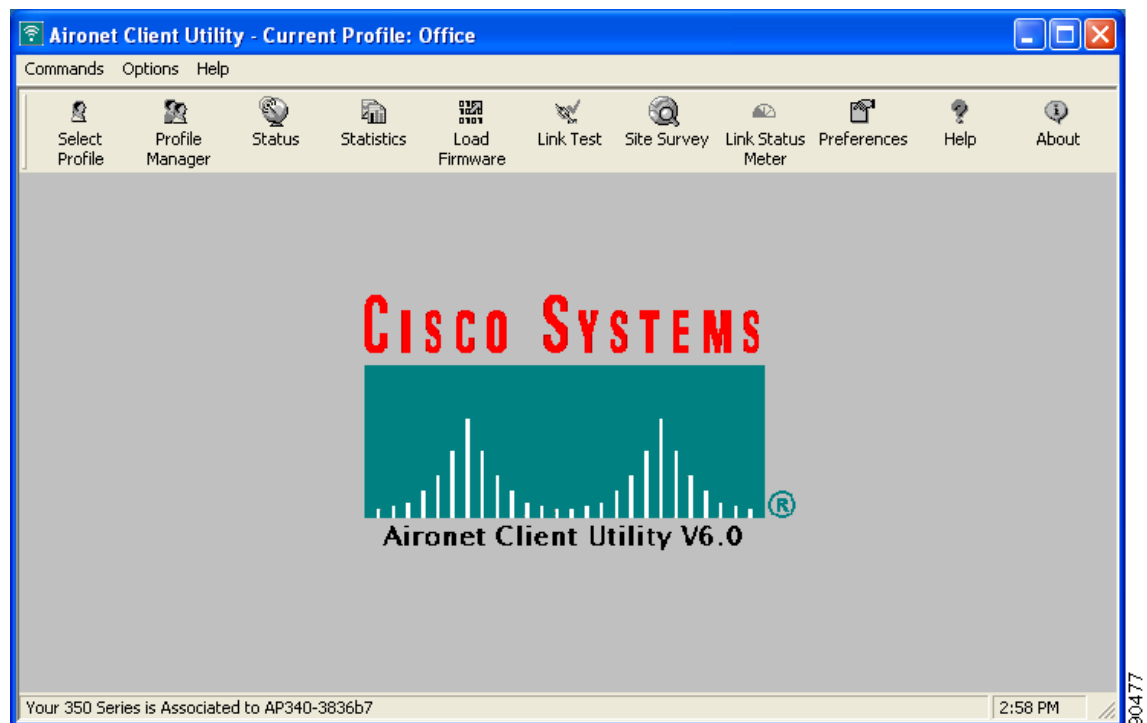 Aironet Client Utility - Current Profile: Office
Commands Options Help
Select Profile
Profile Manager
Status
Statistics
Load Firmware
Link Test
Site Survey
Link Status Meter
Preferences
Help
About
CISCO SYSTEMS
®
Aironet Client Utility V6.0
Your 350 Series is Associated to AP340-3836b7
2:58 PM
90477